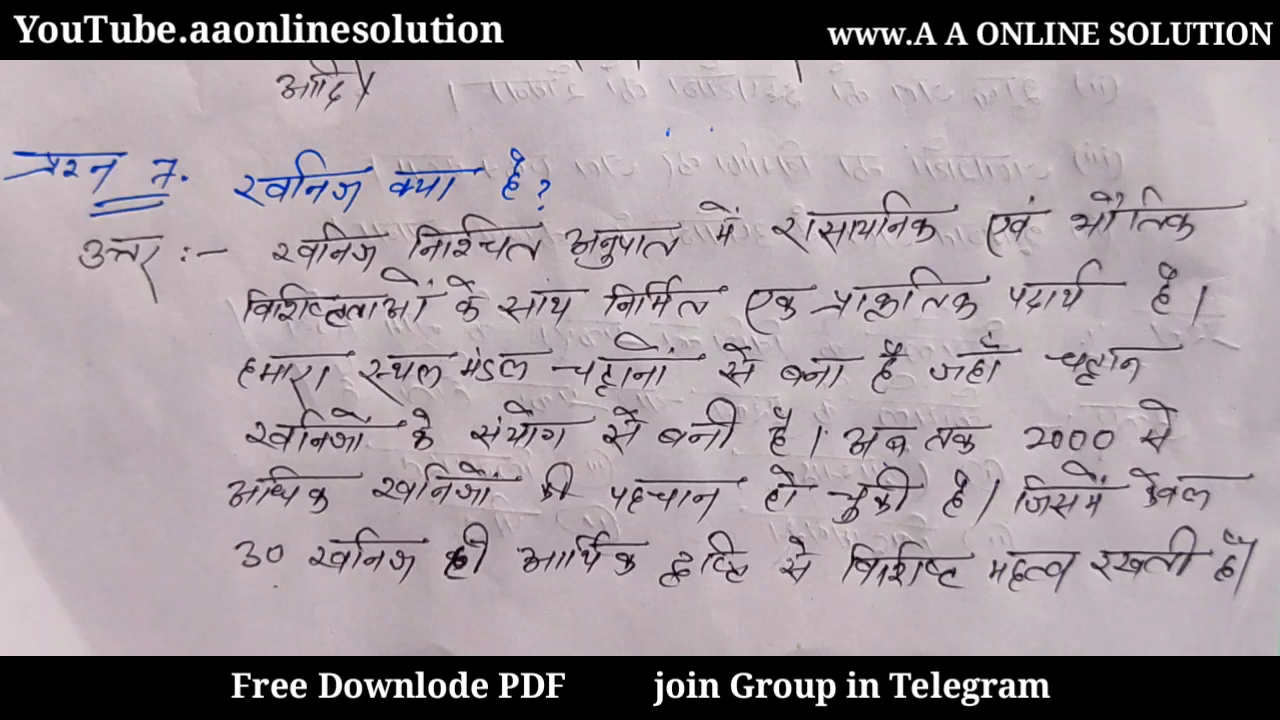 YouTube.aaonlinesolution
www.A A ONLINE SOLUTION
आदि।
प्रश्न 7. खनिज क्या है?
उत्तर :- खनिज निश्चित अनुपात में रासायनिक एवं भौतिक
विशिष्टताओं के साथ निर्मित एक प्राकृतिक पदार्थ है।
हमारा स्थल मंडल चट्टानों से बना है जहाँ चट्टान
खनिजों के संयोग से बनी है। अब तक 2000 से
अधिक खनिजों की पहचान हो चुकी है। जिसमें केवल
30 खनिज ही आर्थिक दृष्टि से विशिष्ट महत्व रखती हैं।
Free Downlode PDF
join Group in Telegram